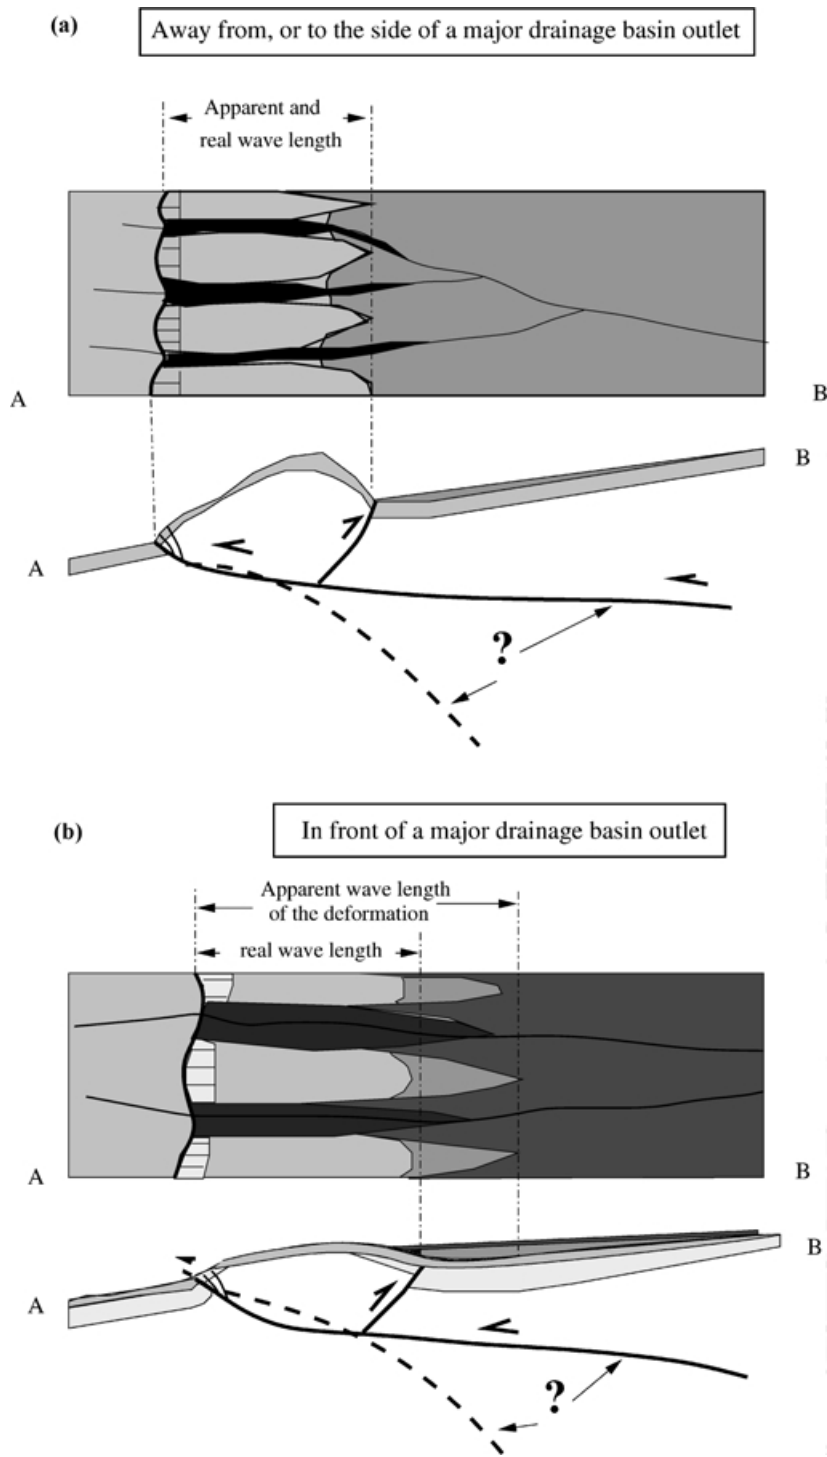 (a)
Away from, or to the side of a major drainage basin outlet
Apparent and
real wave length
A
B
B
A
?
(b)
In front of a major drainage basin outlet
Apparent wave length
of the deformation
real wave length
A
B
B
A
?